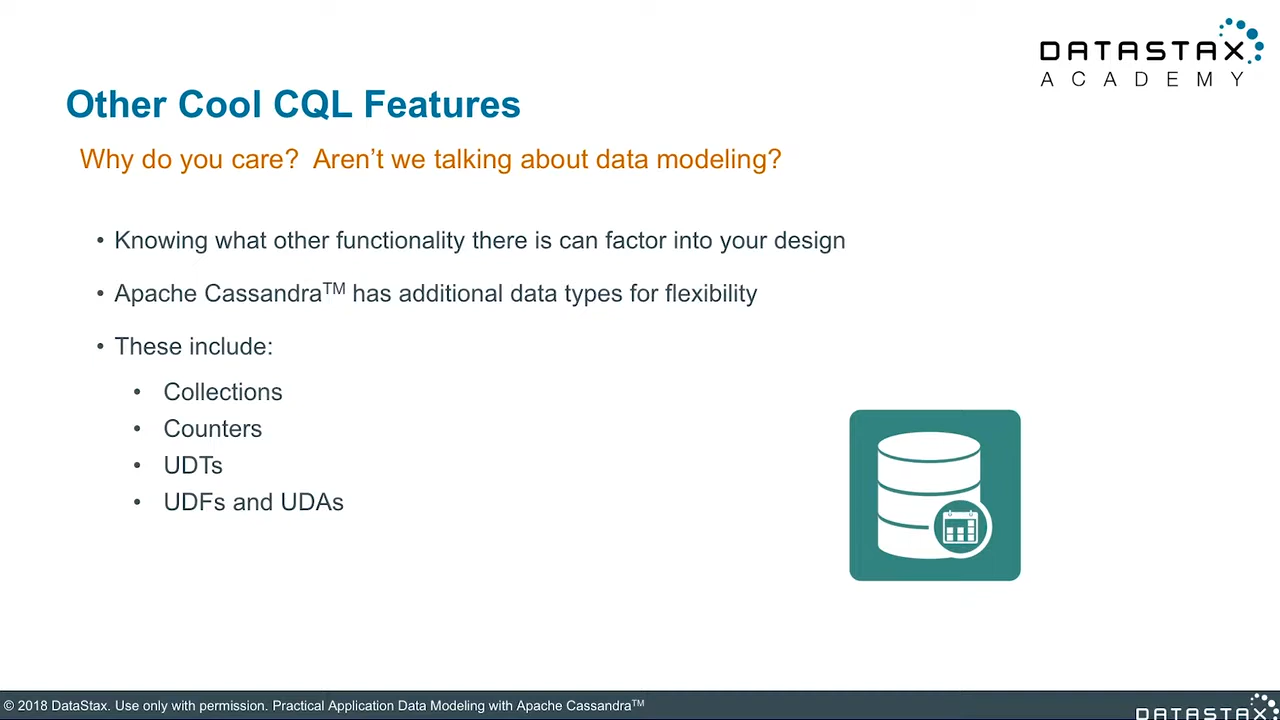 DATASTAX
ACADEMY
Other Cool CQL Features
Why do you care?  Aren’t we talking about data modeling?
• Knowing what other functionality there is can factor into your design
• Apache Cassandra™ has additional data types for flexibility
• These include:
• Collections
• Counters
• UDTs
• UDFs and UDAs
© 2018 DataStax. Use only with permission. Practical Application Data Modeling with Apache Cassandra™
DATASTAX